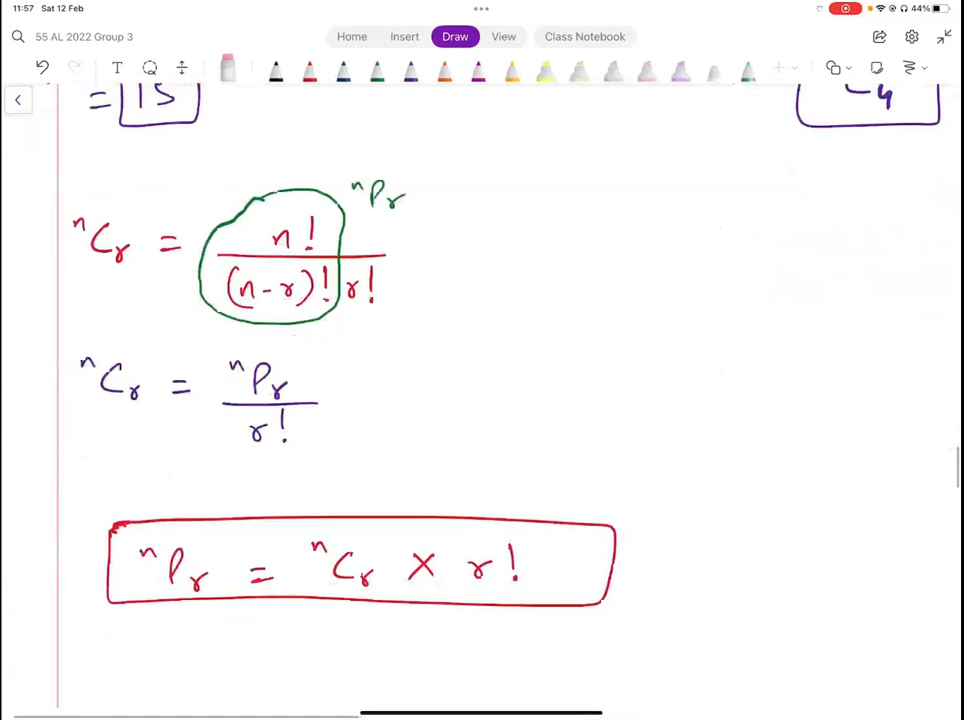 11:57 Sat 12 Feb
44%
55 AL 2022 Group 3
Home Insert Draw View Class Notebook
= 15
C₄
ⁿPᵣ
ⁿCᵣ = n! / (n-r)! r!
ⁿCᵣ = ⁿPᵣ / r!
ⁿPᵣ = ⁿCᵣ × r!